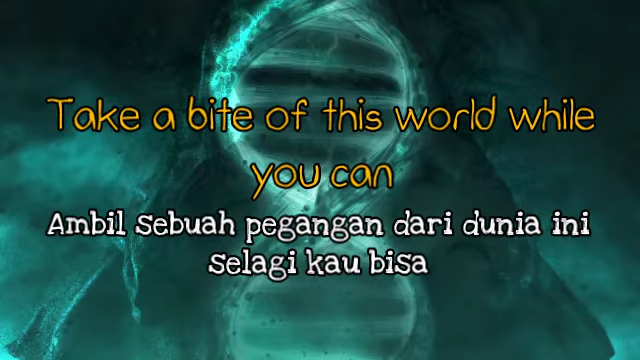 Take a bite of this world while
you can
Ambil sebuah pegangan dari dunia ini
selagi kau bisa